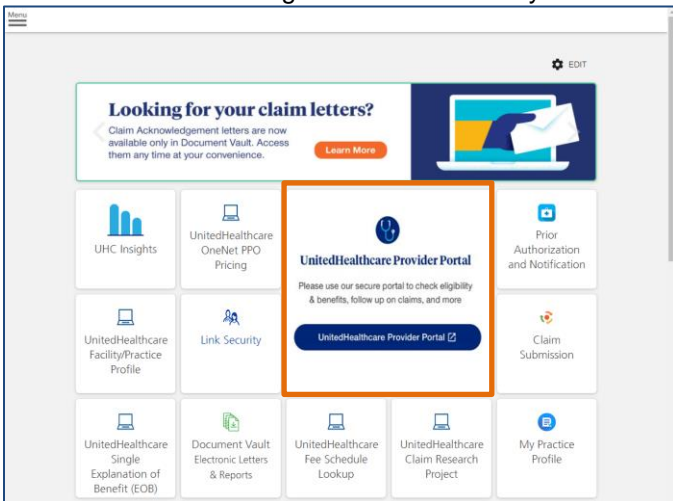 Menu
EDIT
Looking for your claim letters?
Claim Acknowledgement letters are now
available only in Document Vault. Access
them any time at your convenience.
Learn More
UHC Insights
UnitedHealthcare
OneNet PPO
Pricing
UnitedHealthcare Provider Portal
Please use our secure portal to check eligibility
& benefits, follow up on claims, and more
UnitedHealthcare Provider Portal
Prior
Authorization
and Notification
UnitedHealthcare
Facility/Practice
Profile
Link Security
Claim
Submission
UnitedHealthcare
Single
Explanation of
Benefit (EOB)
Document Vault
Electronic Letters
& Reports
UnitedHealthcare
Fee Schedule
Lookup
UnitedHealthcare
Claim Research
Project
My Practice
Profile